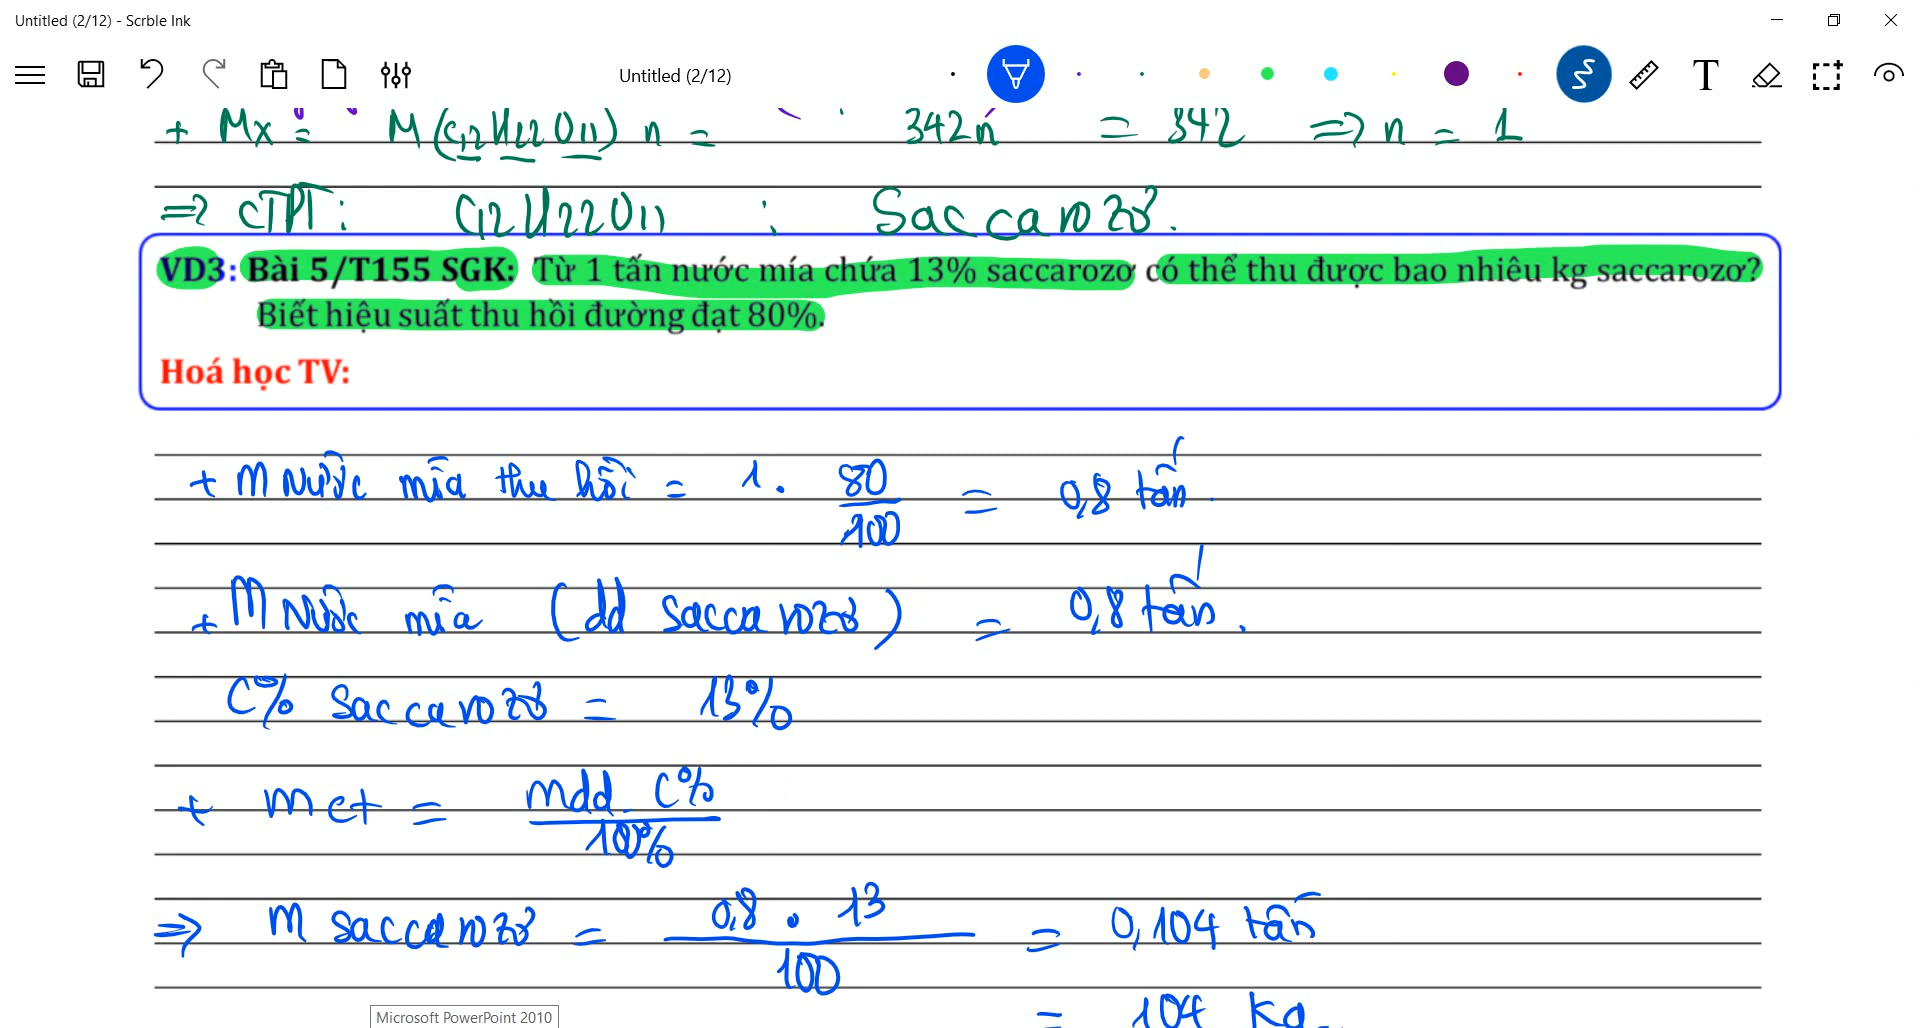 Untitled (2/12) - Scrble Ink
Untitled (2/12)
T
+ Mx = M(C12H22O11) n = 342n = 342 => n = 1
=> CTPT: C12H22O11 : Saccarozơ.
VD3: Bài 5/T155 SGK: Từ 1 tấn nước mía chứa 13% saccarozơ có thể thu được bao nhiêu kg saccarozơ?
Biết hiệu suất thu hồi đường đạt 80%.
Hoá học TV:
+ m nước mía thu hồi = 1. 80/100 = 0,8 tấn.
+ m nước mía (dd saccarozơ) = 0,8 tấn.
C% saccarozơ = 13%
+ mct = mdd. C%/100%
=> m saccarozơ = 0,8 . 13/100 = 0,104 tấn
= 104 kg.
Microsoft PowerPoint 2010